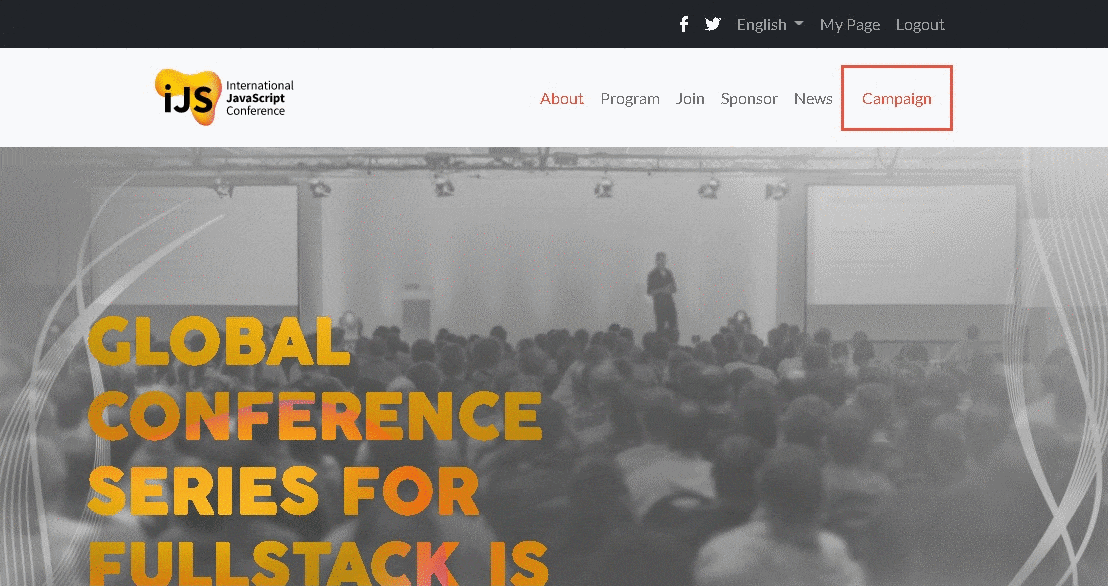 English My Page Logout
iJS International
JavaScript
Conference
About Program Join Sponsor News Campaign
GLOBAL
CONFERENCE
SERIES FOR
FULLSTACK IS